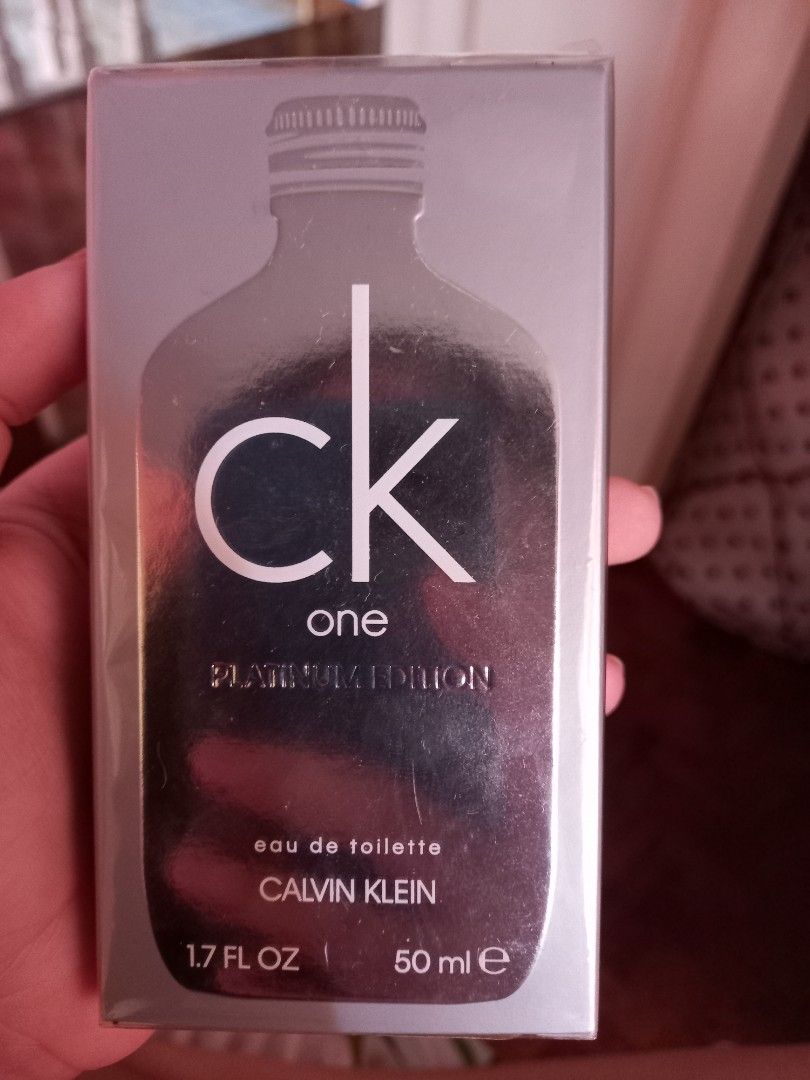 ck
one
PLATINUM EDITION
eau de toilette
CALVIN KLEIN
1.7 FL OZ 50 ml ℮